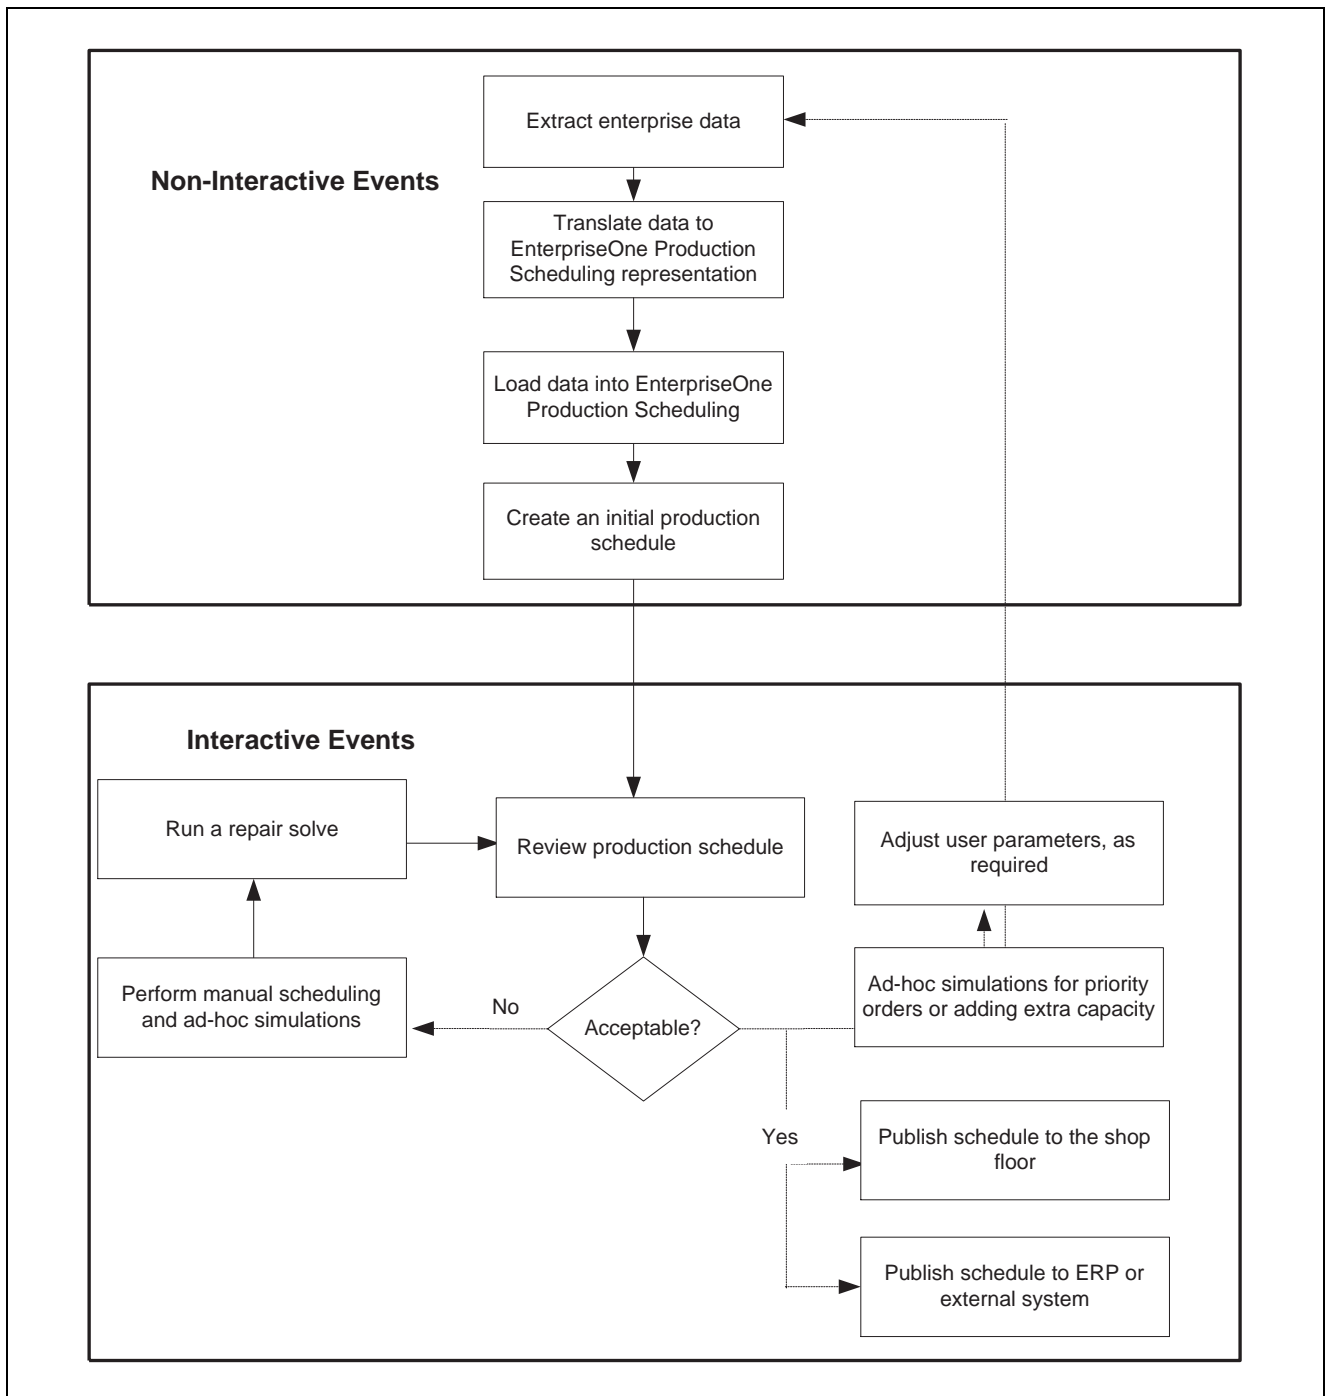 Extract enterprise data
Non-Interactive Events
Translate data to
EnterpriseOne Production
Scheduling representation
Load data into EnterpriseOne
Production Scheduling
Create an initial production
schedule
Interactive Events
Run a repair solve
Review production schedule
Adjust user parameters, as
required
Perform manual scheduling
and ad-hoc simulations
No
Acceptable?
Ad-hoc simulations for priority
orders or adding extra capacity
Yes
Publish schedule to the shop
floor
Publish schedule to ERP or
external system